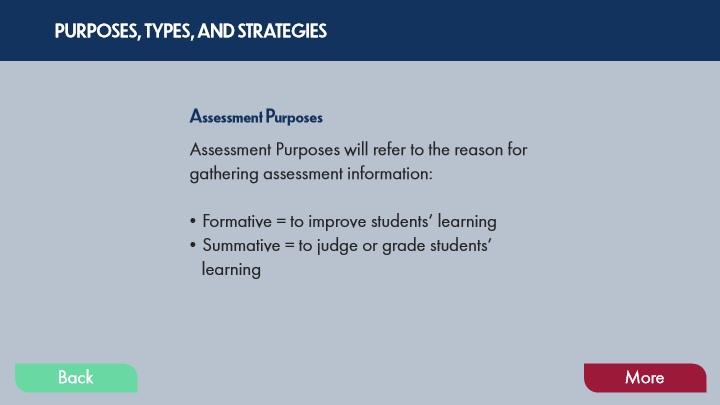 PURPOSES, TYPES, AND STRATEGIES
Assessment Purposes
Assessment Purposes will refer to the reason for
gathering assessment information:
• Formative = to improve students’ learning
• Summative = to judge or grade students’
learning
Back
More